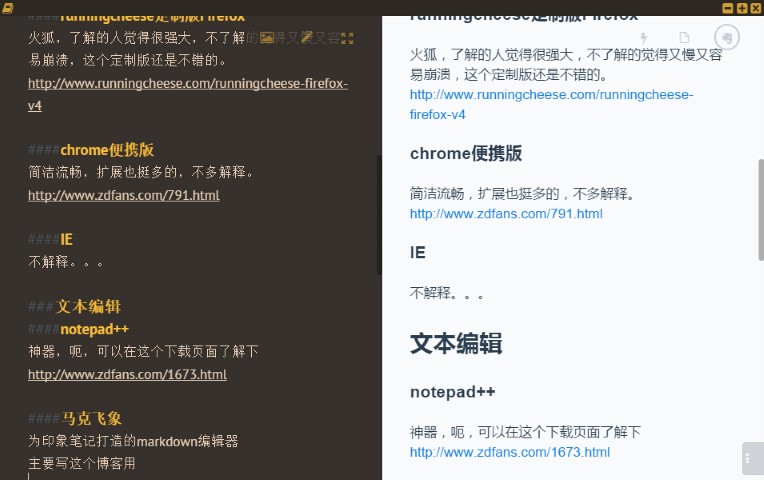 ####runningcheese定制版Firefox
火狐，了解的人觉得很强大，不了解的觉得又慢又容
易崩溃，这个定制版还是不错的。
http://www.runningcheese.com/runningcheese-firefox-
v4
####chrome便携版
简洁流畅，扩展也挺多的，不多解释。
http://www.zdfans.com/791.html
####IE
不解释。。。
###文本编辑
####notepad++
神器，呃，可以在这个下载页面了解下
http://www.zdfans.com/1673.html
####马克飞象
为印象笔记打造的markdown编辑器
主要写这个博客用
runningcheese定制版Firefox
火狐，了解的人觉得很强大，不了解的觉得又慢又容
易崩溃，这个定制版还是不错的。
http://www.runningcheese.com/runningcheese-
firefox-v4
chrome便携版
简洁流畅，扩展也挺多的，不多解释。
http://www.zdfans.com/791.html
IE
不解释。。。
文本编辑
notepad++
神器，呃，可以在这个下载页面了解下
http://www.zdfans.com/1673.html